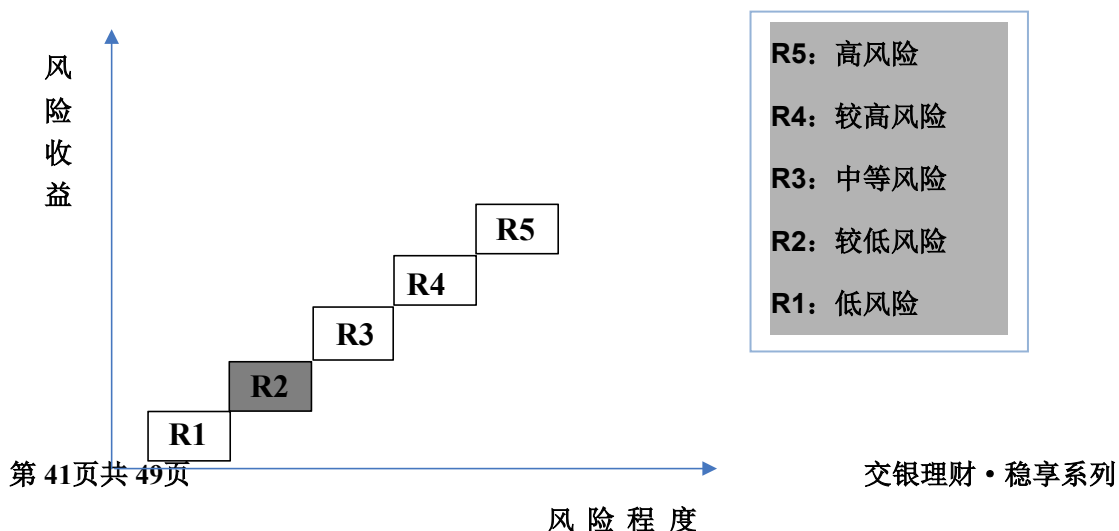 风
险
收
益
R5：高风险
R4：较高风险
R3：中等风险
R2：较低风险
R1：低风险
R5
R4
R3
R2
R1
第 41页共 49页
交银理财•稳享系列
风 险 程 度